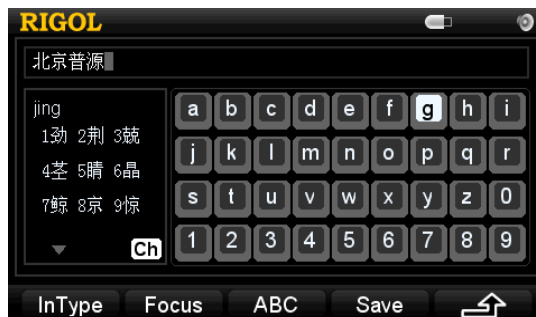 RIGOL
北京普源
jing
1劲 2荆 3兢
4茎 5睛 6晶
7鲸 8京 9惊
Ch
a b c d e f g h i
j k l m n o p q r
s t u v w x y z 0
1 2 3 4 5 6 7 8 9
InType Focus ABC Save